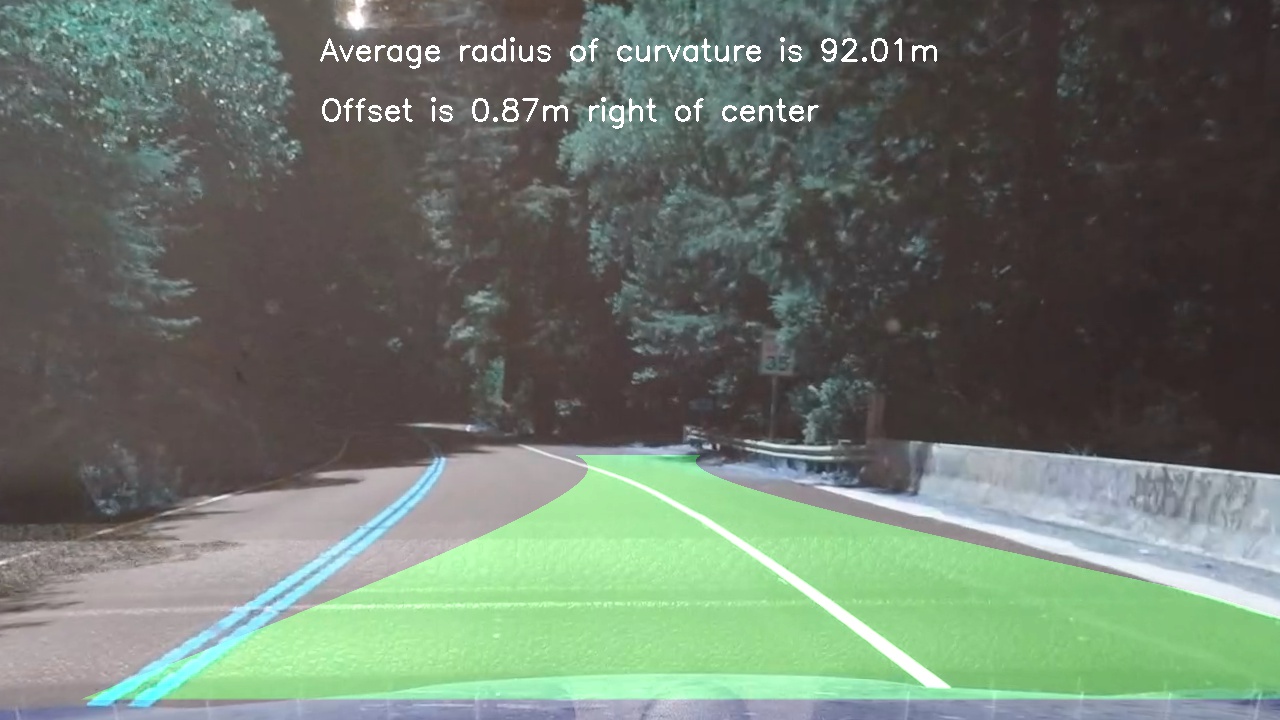 Average radius of curvature is 92.01m
Offset is 0.87m right of center
35